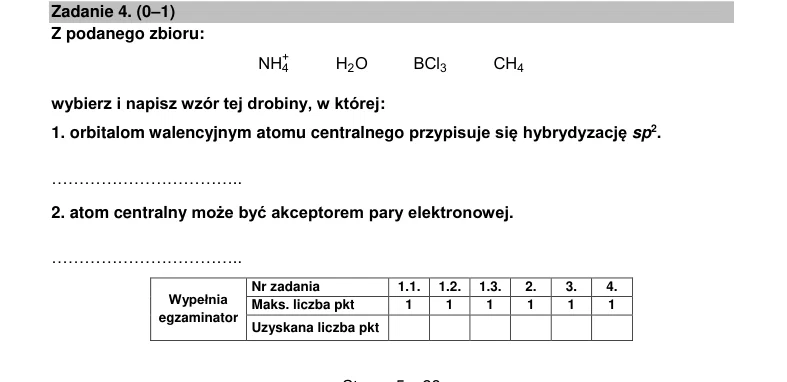 Zadanie 4. (0–1)
Z podanego zbioru:
NH₄⁺ H₂O BCl₃ CH₄
wybierz i napisz wzór tej drobiny, w której:
1. orbitalom walencyjnym atomu centralnego przypisuje się hybrydyzację sp².
……………………………..
2. atom centralny może być akceptorem pary elektronowej.
……………………………..
Wypełnia egzaminator
Nr zadania 1.1. 1.2. 1.3. 2. 3. 4.
Maks. liczba pkt 1 1 1 1 1 1
Uzyskana liczba pkt